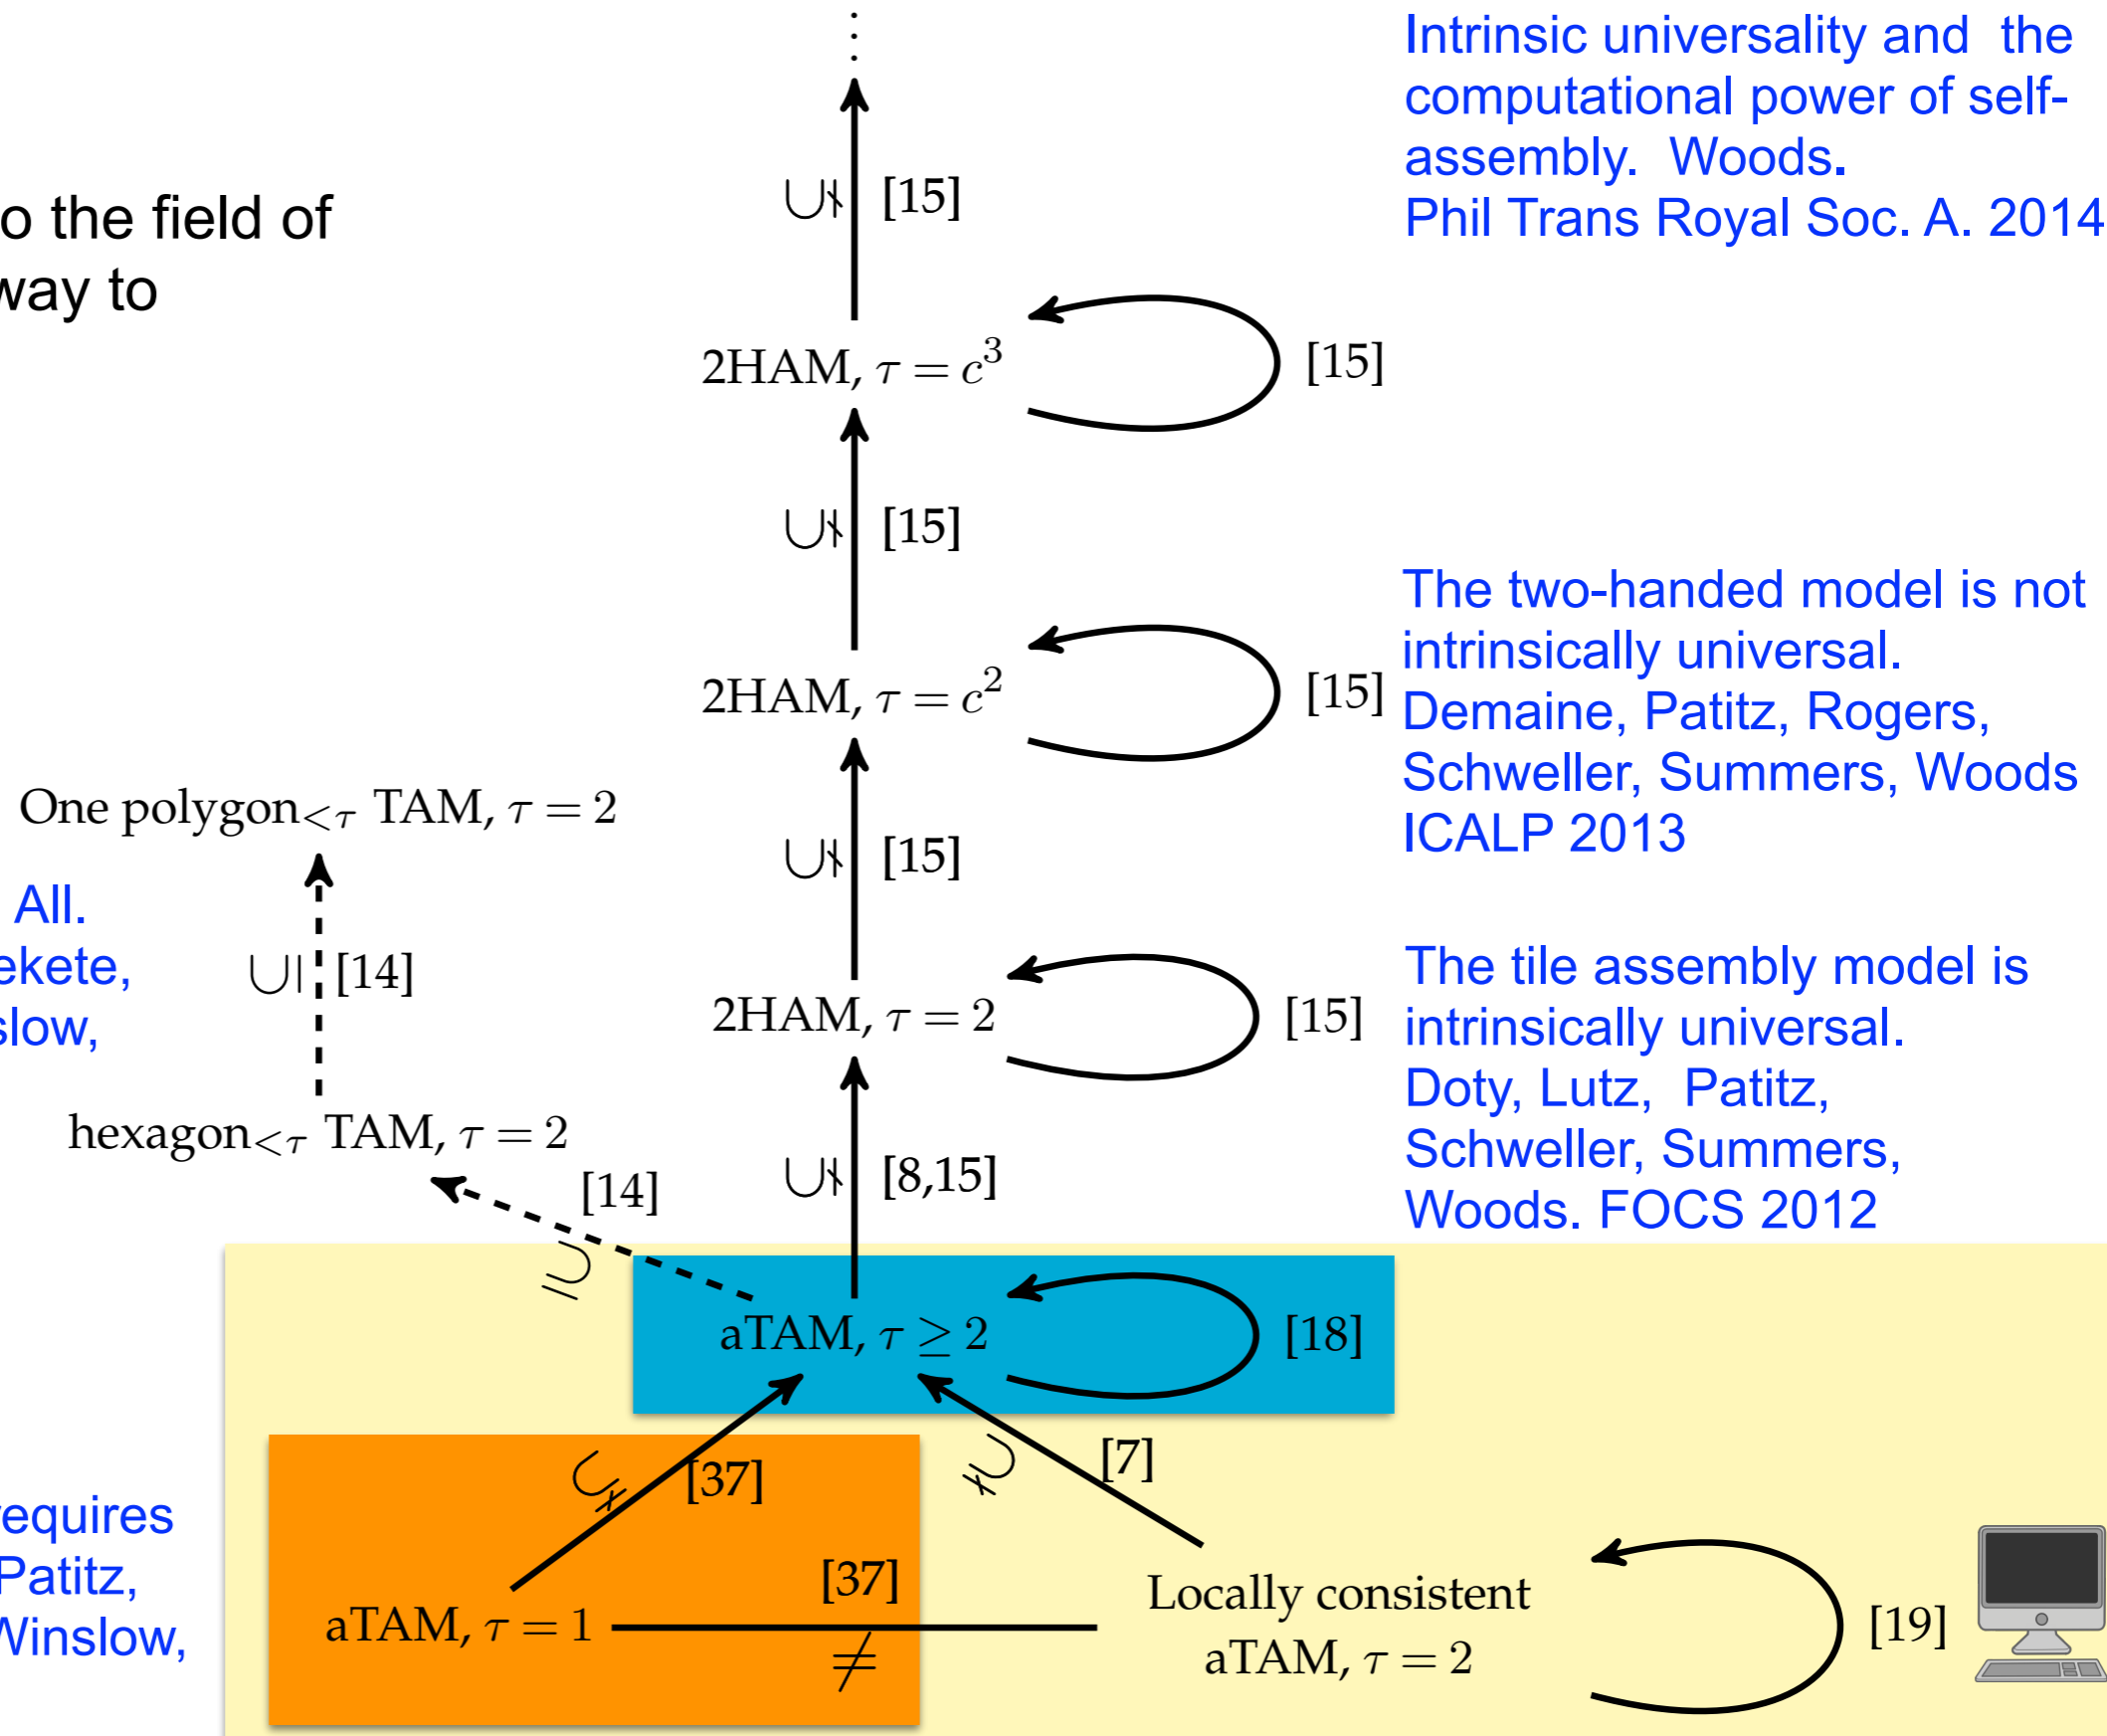 ⋮
Intrinsic universality and the
computational power of self-
assembly. Woods.
Phil Trans Royal Soc. A. 2014
o the field of
way to
∪∤ [15]
2HAM, τ = c³ [15]
∪∤ [15]
2HAM, τ = c² [15]
The two-handed model is not
intrinsically universal.
Demaine, Patitz, Rogers,
Schweller, Summers, Woods
ICALP 2013
One polygon<τ TAM, τ = 2
∪∤ [15]
All.
ekete,
slow,
∪| [14]
2HAM, τ = 2 [15]
The tile assembly model is
intrinsically universal.
Doty, Lutz, Patitz,
Schweller, Summers,
Woods. FOCS 2012
hexagon<τ TAM, τ = 2
[14]
∪∤ [8,15]
⊆
aTAM, τ ≥ 2 [18]
⊊ [37]
⊋ [7]
requires
Patitz,
Winslow,
[37]
≠
aTAM, τ = 1
Locally consistent
aTAM, τ = 2
[19]